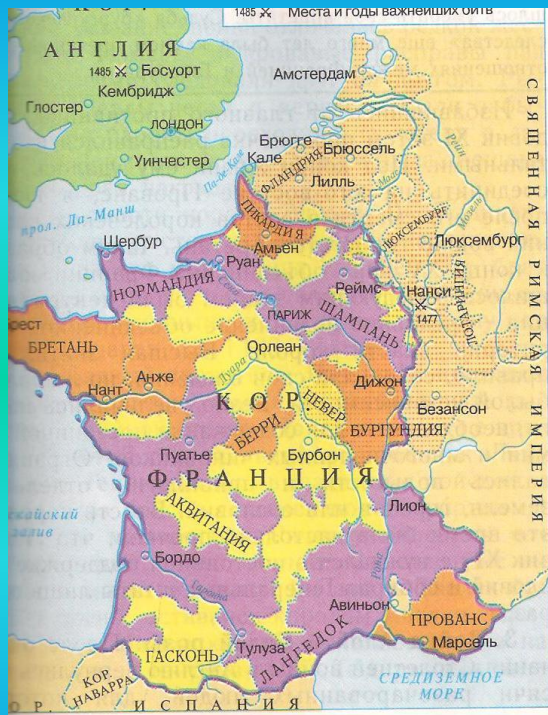 1485 Места и годы важнейших битв
КОР.
АНГЛИЯ
1485 Босуорт
Кембридж
Глостер
ЛОНДОН
Уинчестер
Амстердам
Брюгге
Па-де-Кале
Кале
ФЛАНДРИЯ
Брюссель
Лилль
прол. Ла-Манш
ПИКАРДИЯ
Амьен
ЛЮКСЕМБУРГ
Люксембург
Шербур
Руан
НОРМАНДИЯ
Реймс
Нанси
1477
ЛОТАРИНГИЯ
ПАРИЖ
ШАМПАНЬ
СВЯЩЕННАЯ РИМСКАЯ ИМПЕРИЯ
БРЕТАНЬ
Орлеан
Анже
Луара
Нант
Дижон
КОР.
НЕВЕР
Безансон
БЕРРИ
БУРГУНДИЯ
Пуатье
Бурбон
ФРАНЦИЯ
АКВИТАНИЯ
Лион
Бордо
Рона
Гаронна
Авиньон
ПРОВАНС
Марсель
ГАСКОНЬ
Тулуза
ЛАНГЕДОК
КОР.
НАВАРРА
СРЕДИЗЕМНОЕ
МОРЕ
ИСПАНИЯ